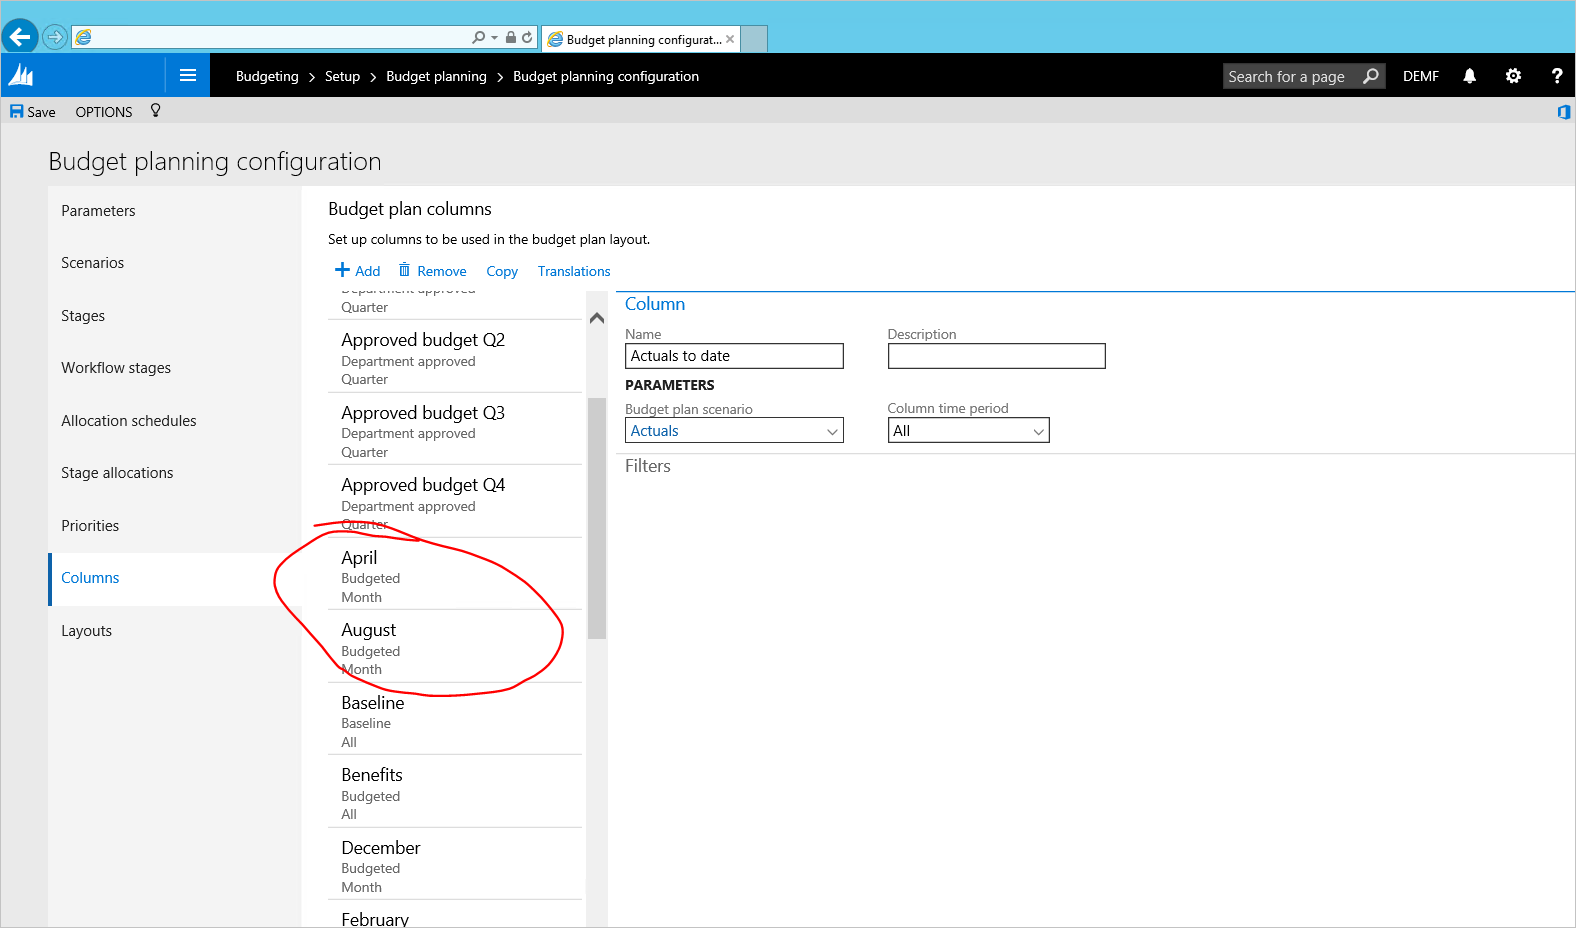 Budget planning configurat...
Budgeting > Setup > Budget planning > Budget planning configuration
Search for a page
DEMF
?
Save
OPTIONS
Budget planning configuration
Parameters
Scenarios
Stages
Workflow stages
Allocation schedules
Stage allocations
Priorities
Columns
Layouts
Budget plan columns
Set up columns to be used in the budget plan layout.
+ Add
Remove
Copy
Translations
Department approved
Quarter
Approved budget Q2
Department approved
Quarter
Approved budget Q3
Department approved
Quarter
Approved budget Q4
Department approved
Quarter
April
Budgeted
Month
August
Budgeted
Month
Baseline
Baseline
All
Benefits
Budgeted
All
December
Budgeted
Month
February
Column
Name
Actuals to date
Description
PARAMETERS
Budget plan scenario
Actuals
Column time period
All
Filters